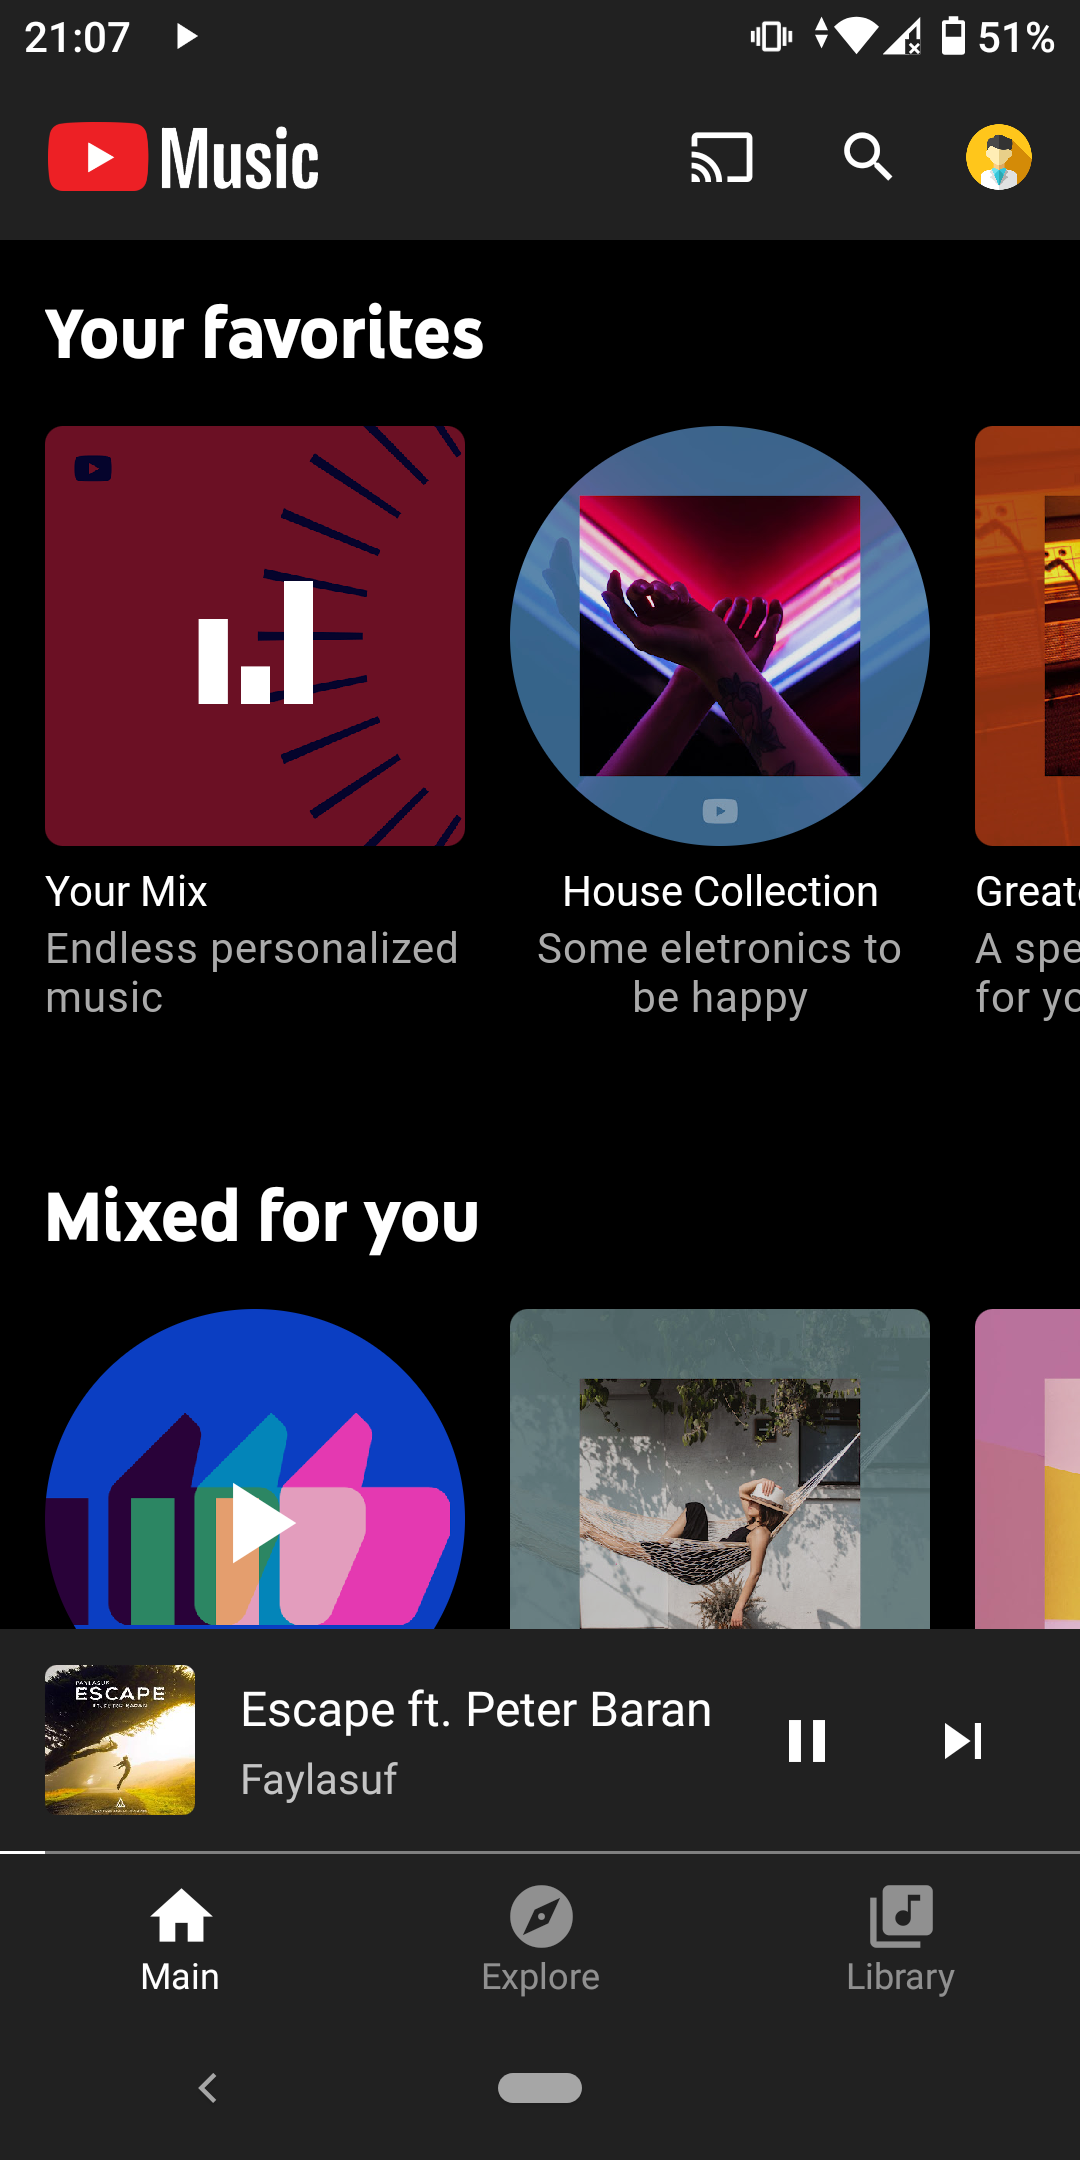 21:07
51%
Music
Your favorites
Your Mix
Endless personalized
music
House Collection
Some eletronics to
be happy
Great
A spe
for yo
Mixed for you
ESCAPE
Escape ft. Peter Baran
Faylasuf
Main
Explore
Library